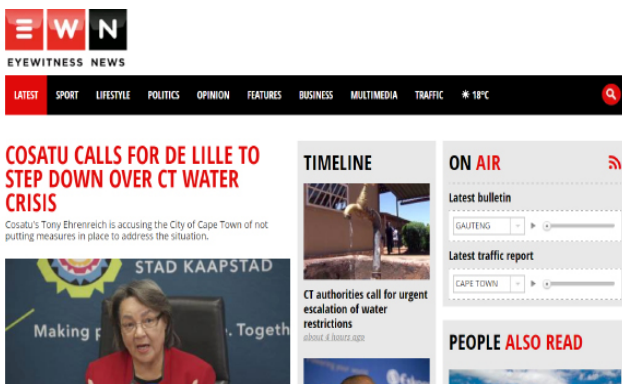 EWN
EYEWITNESS NEWS
LATEST SPORT LIFESTYLE POLITICS OPINION FEATURES BUSINESS MULTIMEDIA TRAFFIC 18°C
COSATU CALLS FOR DE LILLE TO
STEP DOWN OVER CT WATER
CRISIS
Cosatu's Tony Ehrenreich is accusing the City of Cape Town of not
putting measures in place to address the situation.
STAD KAAPSTAD
Making p . Togeth
TIMELINE
CT authorities call for urgent
escalation of water
restrictions
about 4 hours ago
ON AIR
Latest bulletin
GAUTENG
Latest traffic report
CAPE TOWN
PEOPLE ALSO READ